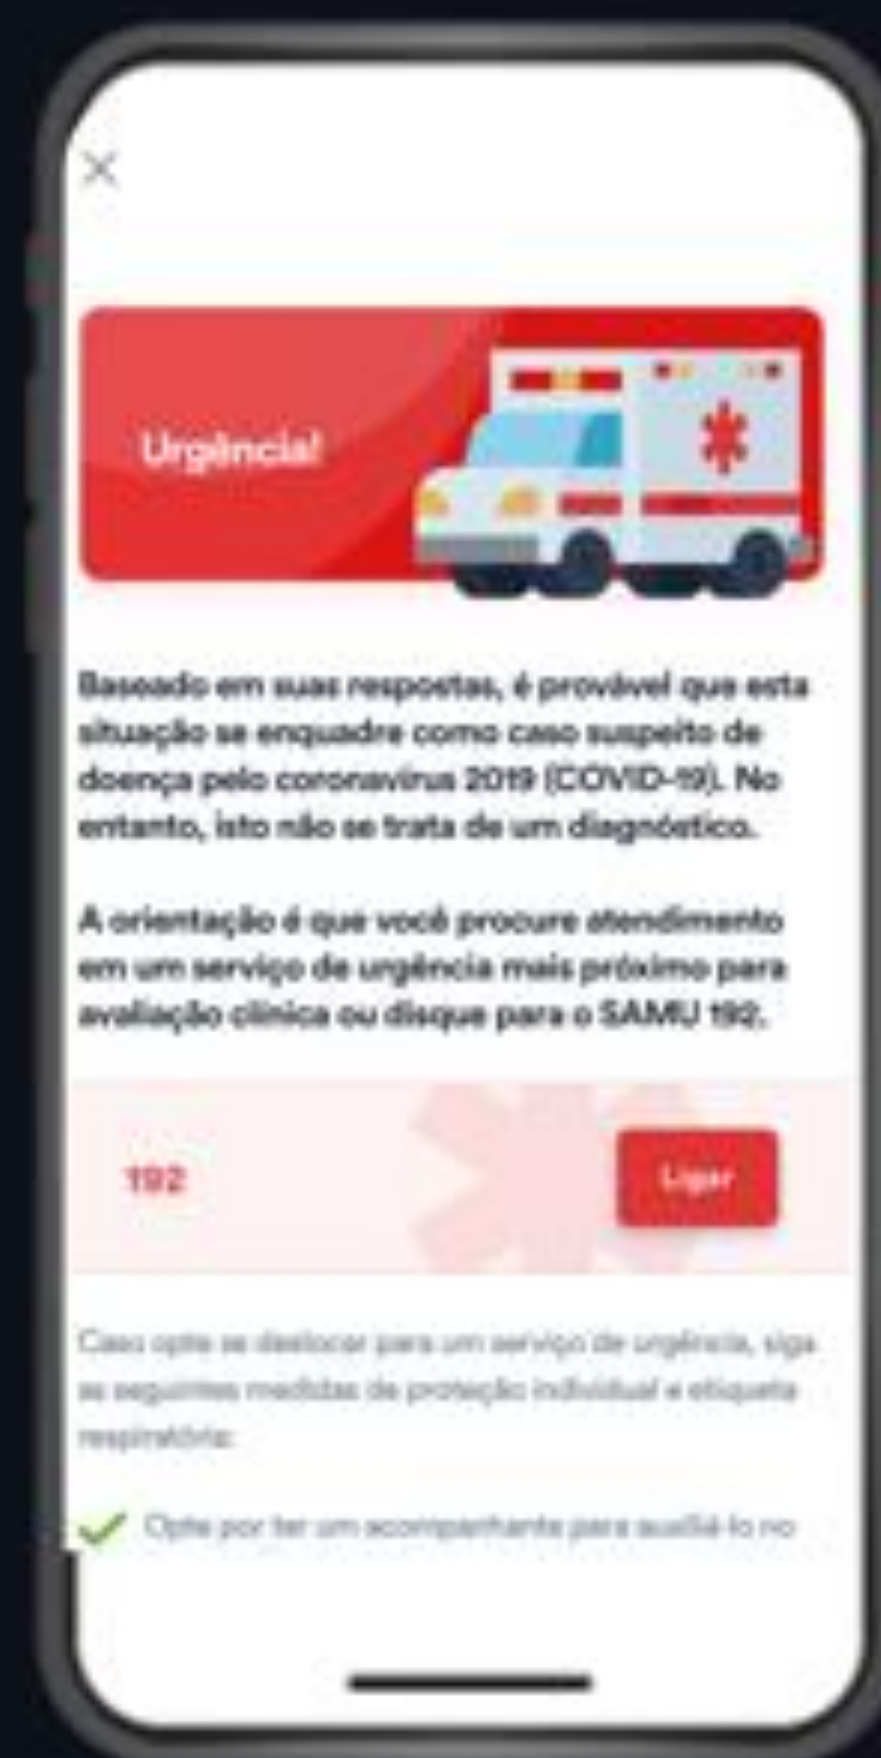 Urgência!
Baseado em suas respostas, é provável que esta
situação se enquadre como caso suspeito de
doença pelo coronavírus 2019 (COVID-19). No
entanto, isto não se trata de um diagnóstico.
A orientação é que você procure atendimento
em um serviço de urgência mais próximo para
avaliação clínica ou disque para o SAMU 192.
192
Ligar
Caso opte se deslocar para um serviço de urgência, siga
as seguintes medidas de proteção individual e etiqueta
respiratória:
Opte por ter um acompanhante para auxiliá-lo no